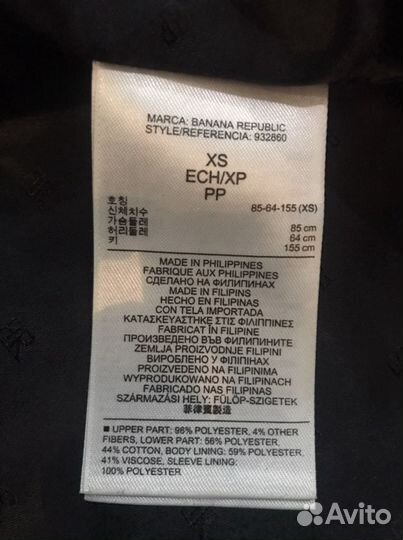 MARCA: BANANA REPUBLIC
STYLE/REFERENCIA: 932860
XS
ECH/XP
PP
호칭 85-64-155 (XS)
신체치수
가슴둘레 85 cm
허리둘레 64 cm
키 155 cm
MADE IN PHILIPPINES
FABRIQUE AUX PHILIPPINES
СДЕЛАНО НА ФИЛИПИНАХ
MADE IN FILIPINS
HECHO EN FILIPINAS
CON TELA IMPORTADA
ΚΑΤΑΣΚΕΥΑΣΤΗΚΕ ΣΤΙΣ ΦΙΛΙΠΠΙΝΕΣ
FABRICAT ÎN FILIPINE
ПРОИЗВЕДЕНО ВЪВ ФИЛИПИНИТЕ
ZEMLJA PROIZVODNJE FILIPINI
ВИРОБЛЕНО У ФІЛІПІНАХ
PROIZVEDENO NA FILIPINIMA
WYPRODUKOWANO NA FILIPINACH
FABRICADO NAS FILIPINAS
SZÁRMAZÁSI HELY: FÜLÖP-SZIGETEK
菲律賓製造
■ UPPER PART: 96% POLYESTER, 4% OTHER
FIBERS, LOWER PART: 56% POLYESTER,
44% COTTON, BODY LINING: 59% POLYESTER,
41% VISCOSE, SLEEVE LINING:
100% POLYESTER
Avito